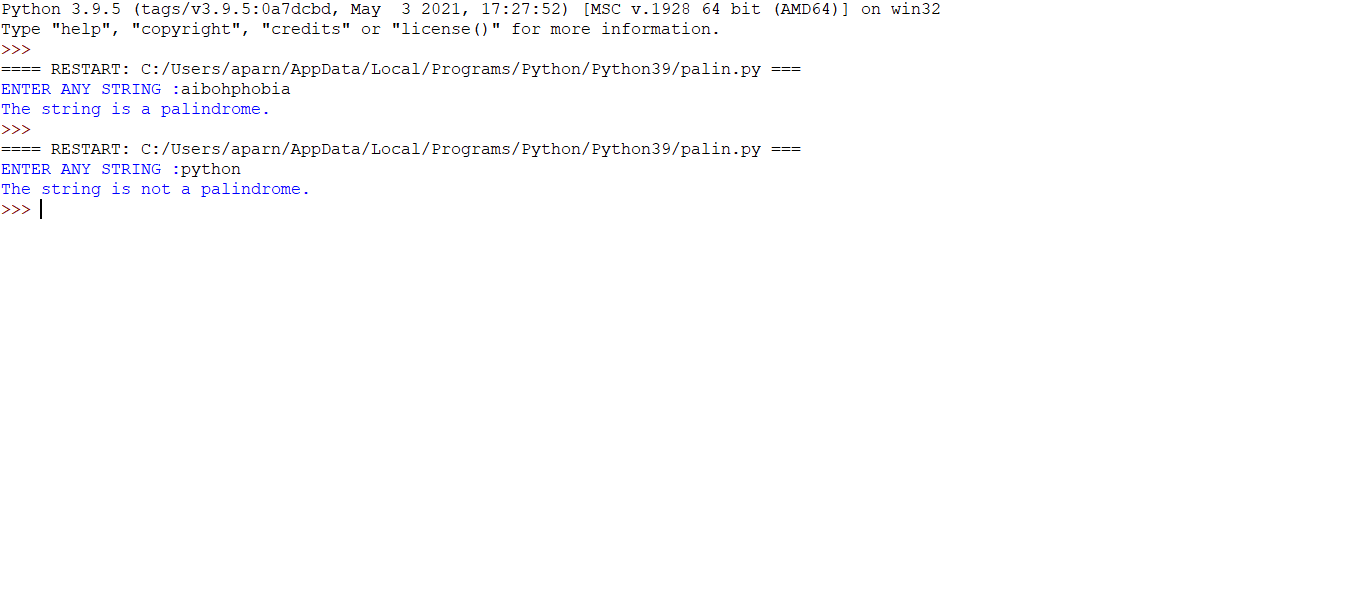 Python 3.9.5 (tags/v3.9.5:0a7dcbd, May  3 2021, 17:27:52) [MSC v.1928 64 bit (AMD64)] on win32
Type "help", "copyright", "credits" or "license()" for more information.
>>>
==== RESTART: C:/Users/aparn/AppData/Local/Programs/Python/Python39/palin.py ===
ENTER ANY STRING :aibohphobia
The string is a palindrome.
>>>
==== RESTART: C:/Users/aparn/AppData/Local/Programs/Python/Python39/palin.py ===
ENTER ANY STRING :python
The string is not a palindrome.
>>>